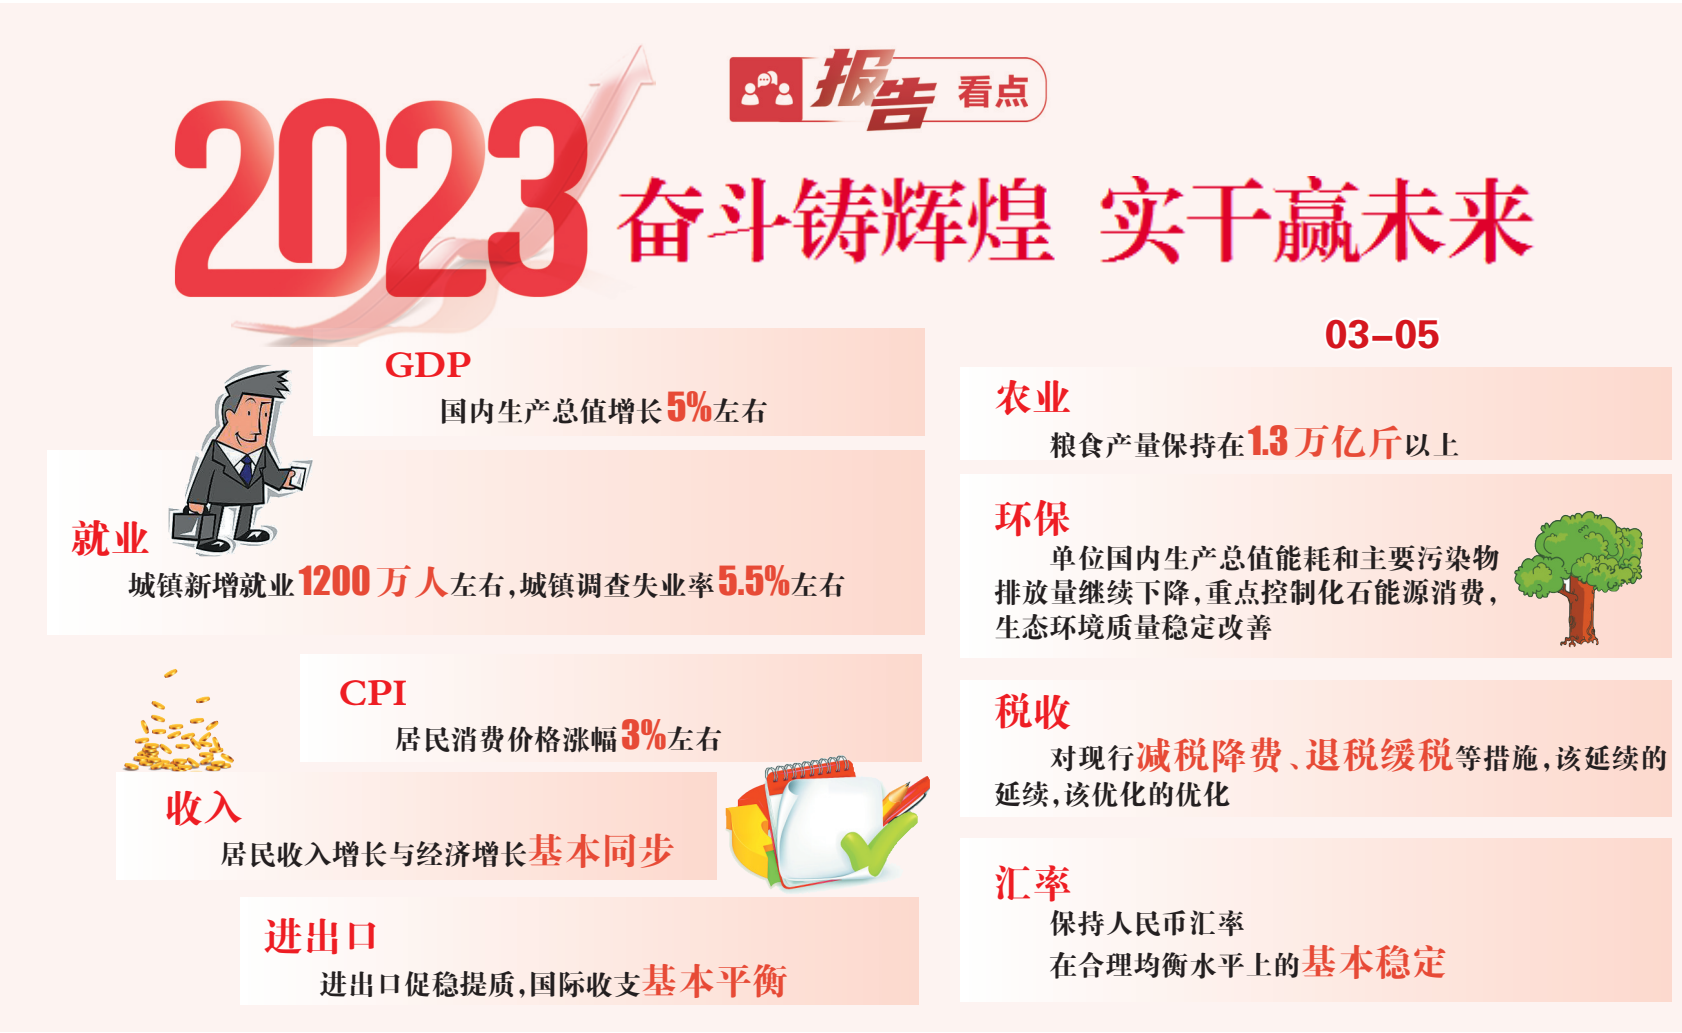 2023
报告 看点
奋斗铸辉煌 实干赢未来
03-05
GDP
国内生产总值增长5%左右
就业
城镇新增就业1200万人左右,城镇调查失业率5.5%左右
CPI
居民消费价格涨幅3%左右
收入
居民收入增长与经济增长基本同步
进出口
进出口促稳提质,国际收支基本平衡
农业
粮食产量保持在1.3万亿斤以上
环保
单位国内生产总值能耗和主要污染物
排放量继续下降,重点控制化石能源消费,
生态环境质量稳定改善
税收
对现行减税降费、退税缓税等措施,该延续的
延续,该优化的优化
汇率
保持人民币汇率
在合理均衡水平上的基本稳定